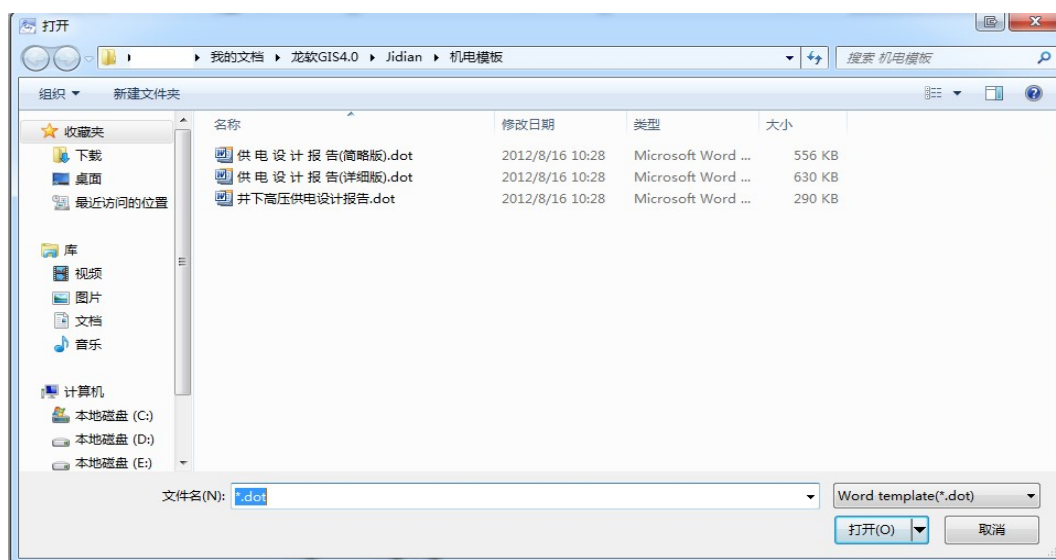 打开
我的文档 龙软GIS4.0 Jidian 机电模板 搜索 机电模板
组织 新建文件夹
收藏夹
下载
桌面
最近访问的位置
库
视频
图片
文档
音乐
计算机
本地磁盘 (C:)
本地磁盘 (D:)
本地磁盘 (E:)
名称 修改日期 类型 大小
供 电 设 计 报 告(简略版).dot 2012/8/16 10:28 Microsoft Word ... 556 KB
供 电 设 计 报 告(详细版).dot 2012/8/16 10:28 Microsoft Word ... 630 KB
井下高压供电设计报告.dot 2012/8/16 10:28 Microsoft Word ... 290 KB
文件名(N): *.dot Word template(*.dot)
打开(O) 取消